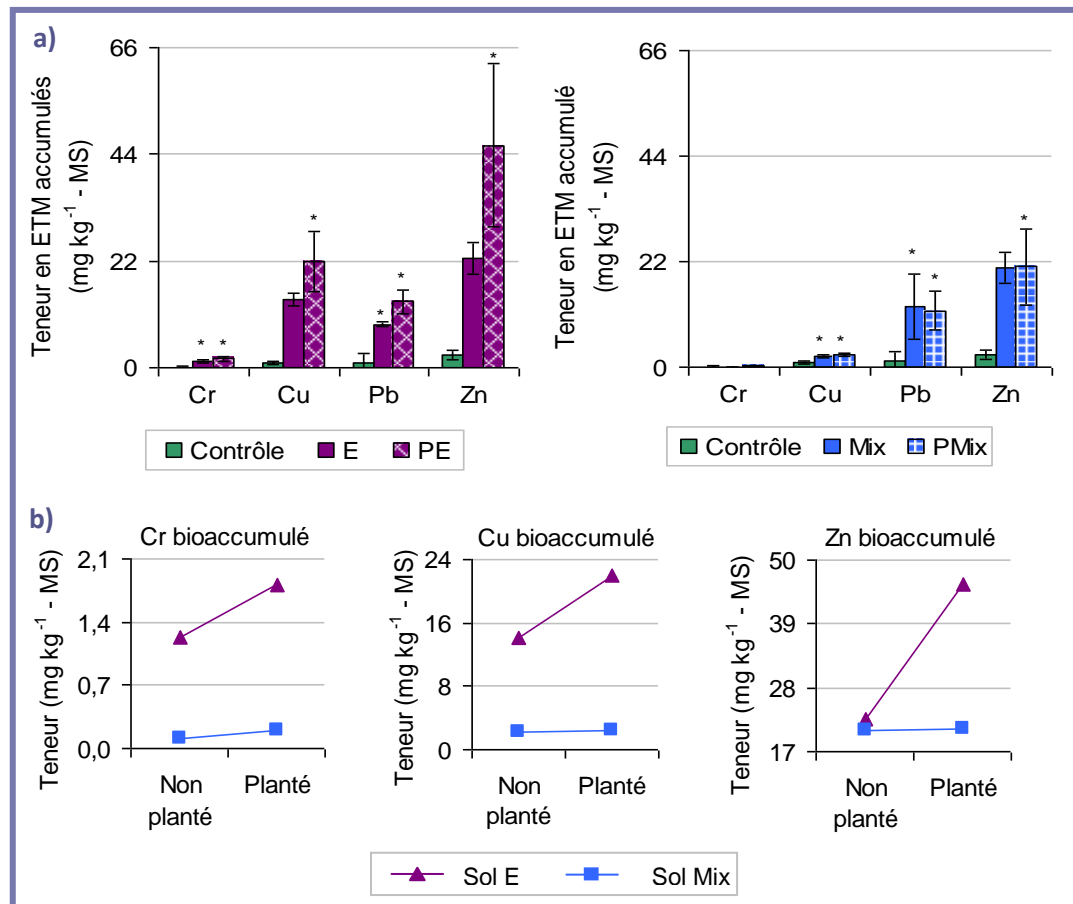 a)
Teneur en ETM accumulés
(mg kg⁻¹ - MS)
66
44
22
0
* * * * * *
Cr Cu Pb Zn
Contrôle E PE
Teneur en ETM accumulé
(mg kg⁻¹ - MS)
66
44
22
0
* * * * *
Cr Cu Pb Zn
Contrôle Mix PMix
b)
Cr bioaccumulé
Teneur (mg kg⁻¹ - MS)
2,1
1,4
0,7
0,0
Non
planté
Planté
Cu bioaccumulé
Teneur (mg kg⁻¹ - MS)
24
16
8
0
Non
planté
Planté
Zn bioaccumulé
Teneur (mg kg⁻¹ - MS)
50
39
28
17
Non
planté
Planté
Sol E Sol Mix